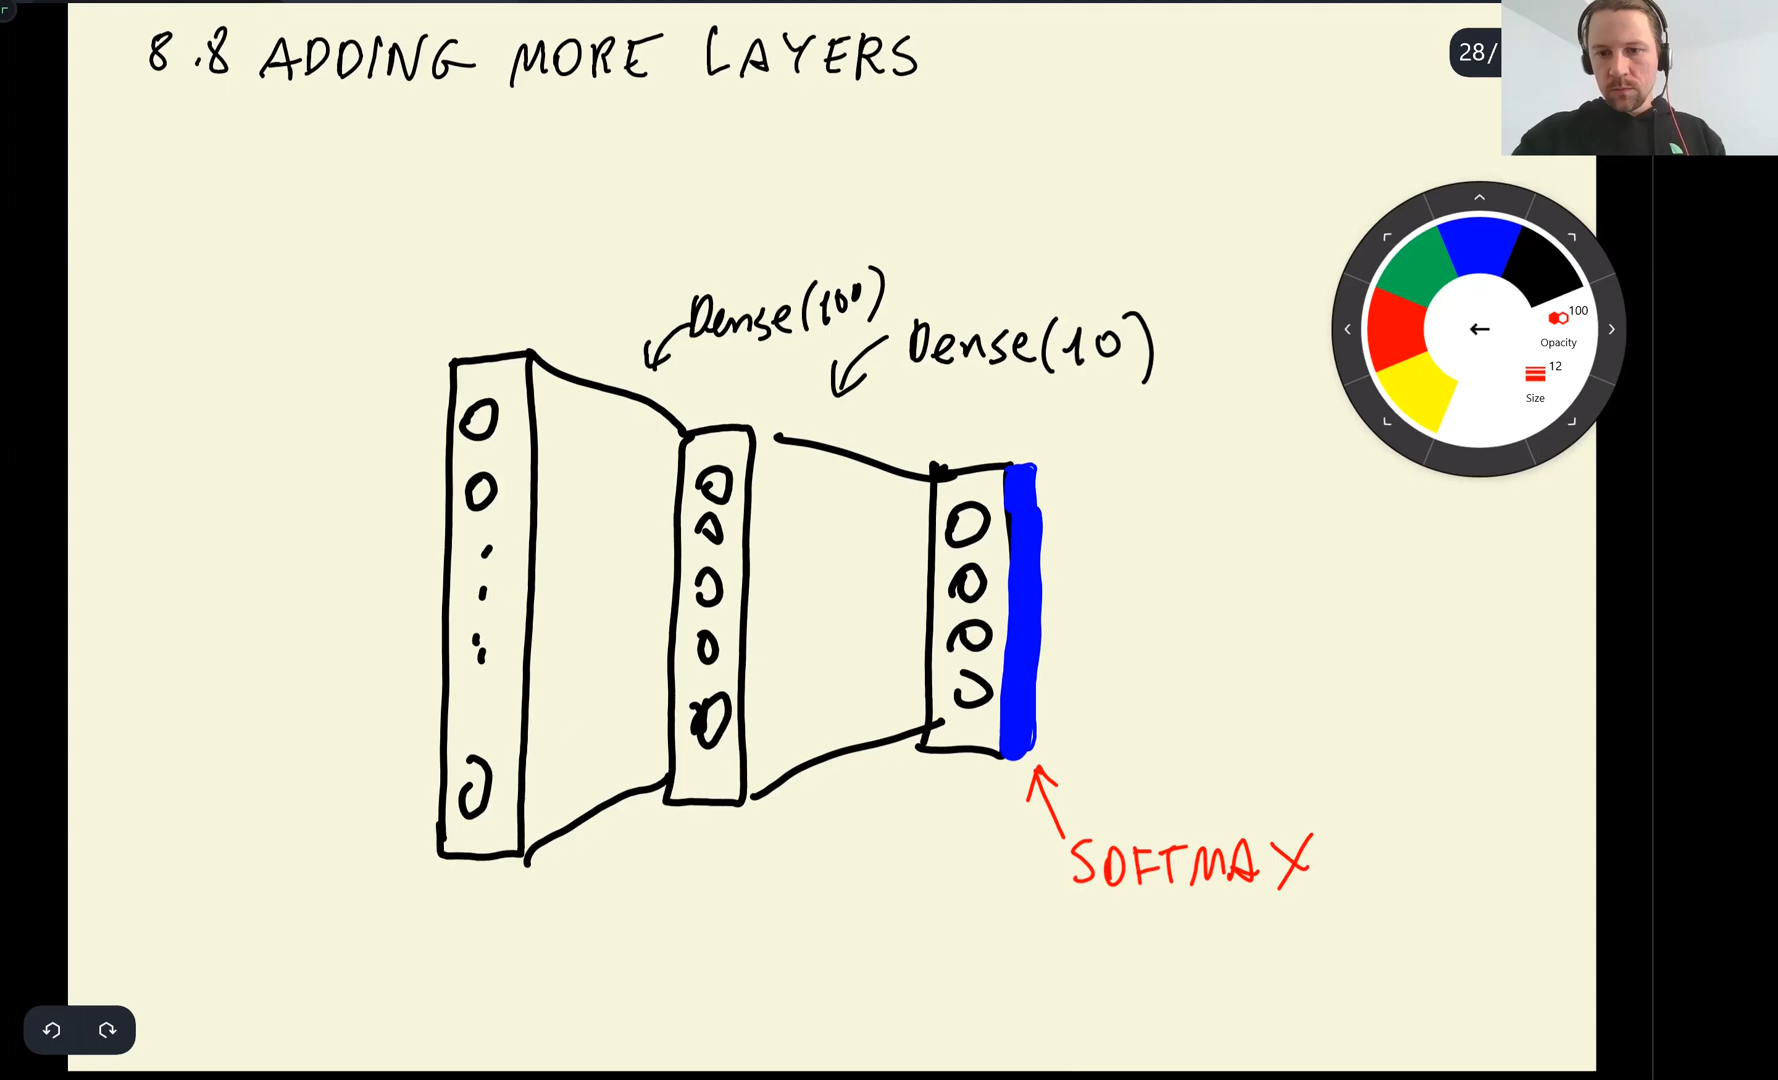 8.8 ADDING MORE LAYERS
28/
Dense(100)
Dense(10)
100
Opacity
12
Size
SOFTMAX